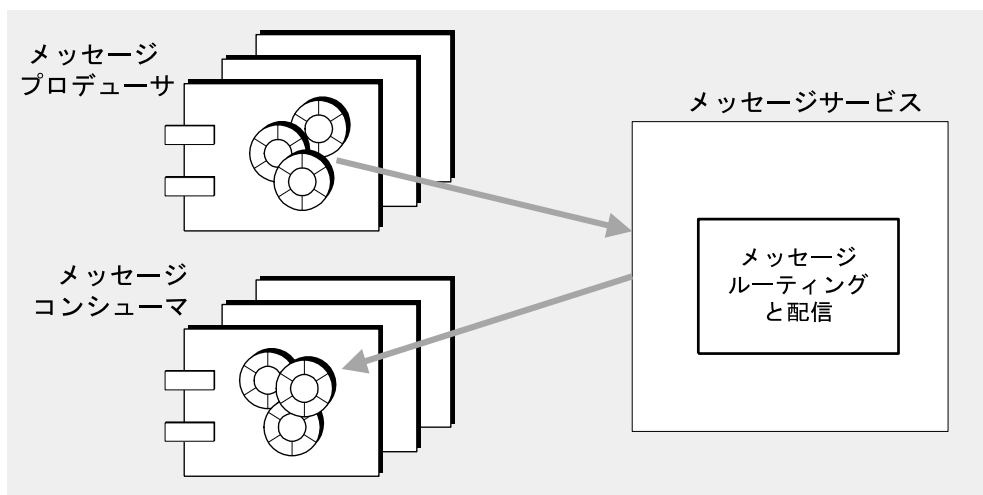 メッセージ
プロデューサ
メッセージサービス
メッセージ
ルーティング
と配信
メッセージ
コンシューマ